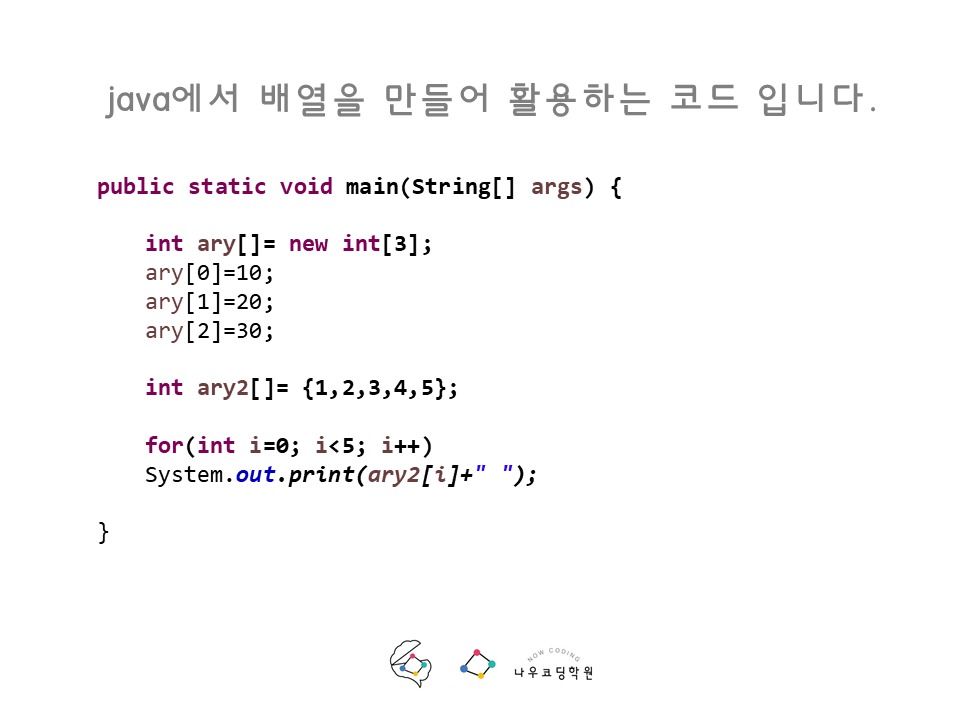 java에서 배열을 만들어 활용하는 코드 입니다.
public static void main(String[] args) {
int ary[]= new int[3];
ary[0]=10;
ary[1]=20;
ary[2]=30;
int ary2[]= {1,2,3,4,5};
for(int i=0; i<5; i++)
System.out.print(ary2[i]+" ");
}
NOW CODING
나우코딩학원